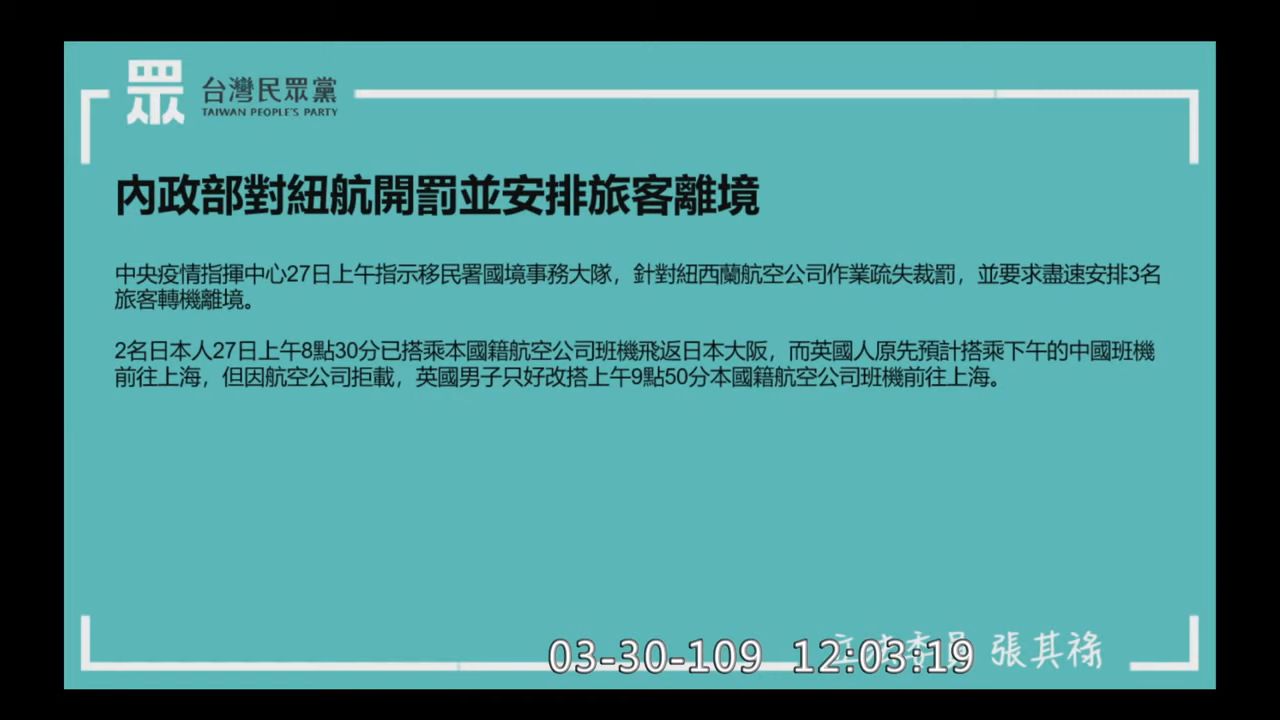 眾 台灣民眾黨
TAIWAN PEOPLE'S PARTY
內政部對紐航開罰並安排旅客離境
中央疫情指揮中心27日上午指示移民署國境事務大隊，針對紐西蘭航空公司作業疏失裁罰，並要求盡速安排3名
旅客轉機離境。
2名日本人27日上午8點30分已搭乘本國籍航空公司班機飛返日本大阪，而英國人原先預計搭乘下午的中國班機
前往上海，但因航空公司拒載，英國男子只好改搭上午9點50分本國籍航空公司班機前往上海。
立法委員 張其祿
03-30-109 12:03:19